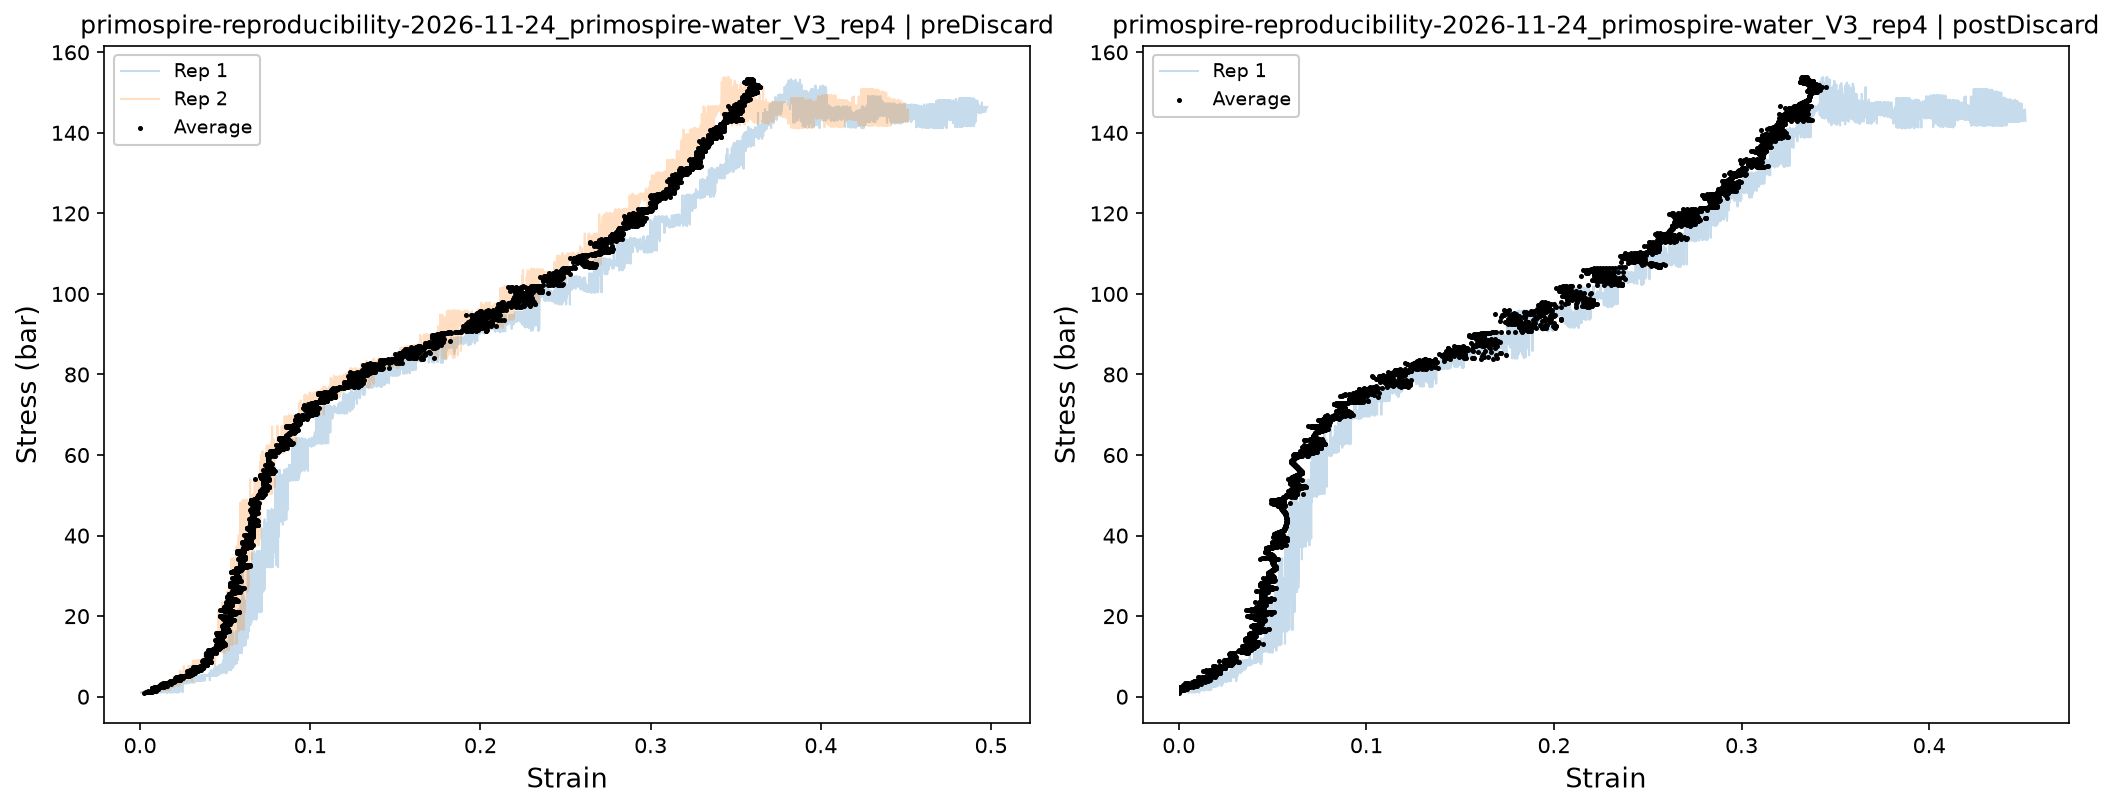 primospire-reproducibility-2026-11-24_primospire-water_V3_rep4 | preDiscard
Rep 1
Rep 2
Average
160
140
120
100
80
60
40
20
0
Stress (bar)
0.0 0.1 0.2 0.3 0.4 0.5
Strain
primospire-reproducibility-2026-11-24_primospire-water_V3_rep4 | postDiscard
Rep 1
Average
160
140
120
100
80
60
40
20
0
Stress (bar)
0.0 0.1 0.2 0.3 0.4
Strain